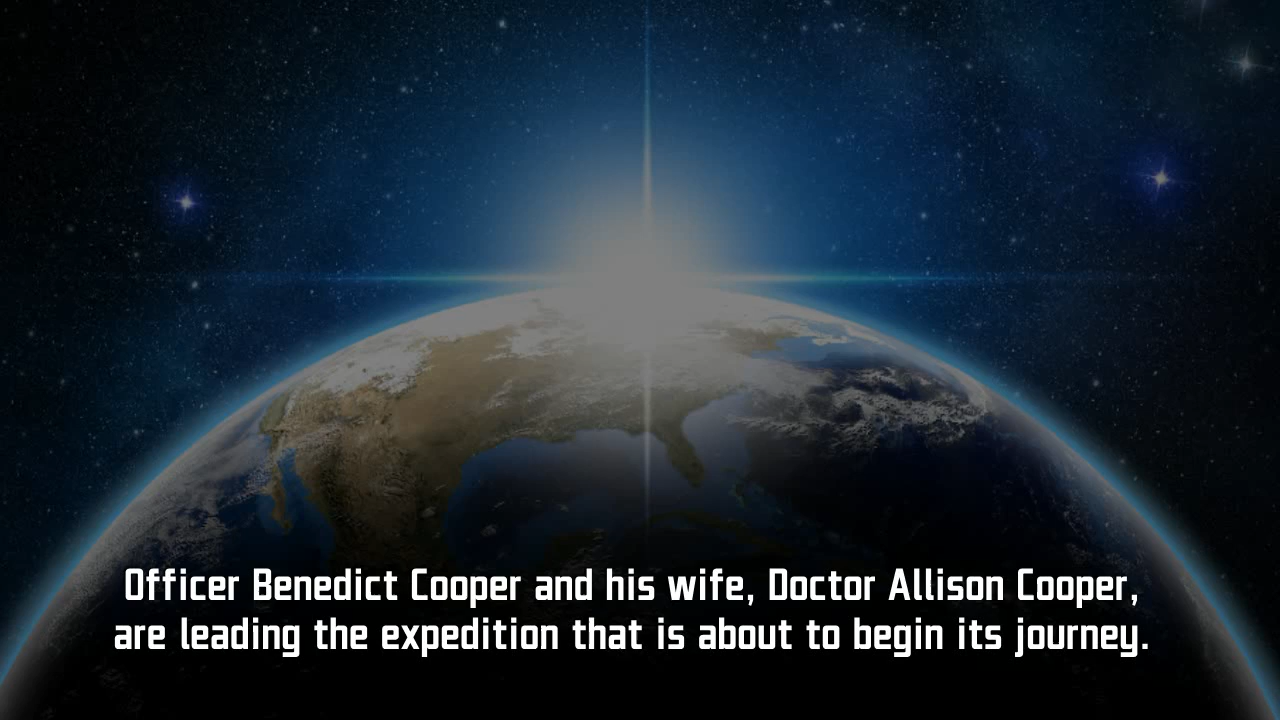 Officer Benedict Cooper and his wife, Doctor Allison Cooper,
are leading the expedition that is about to begin its journey.